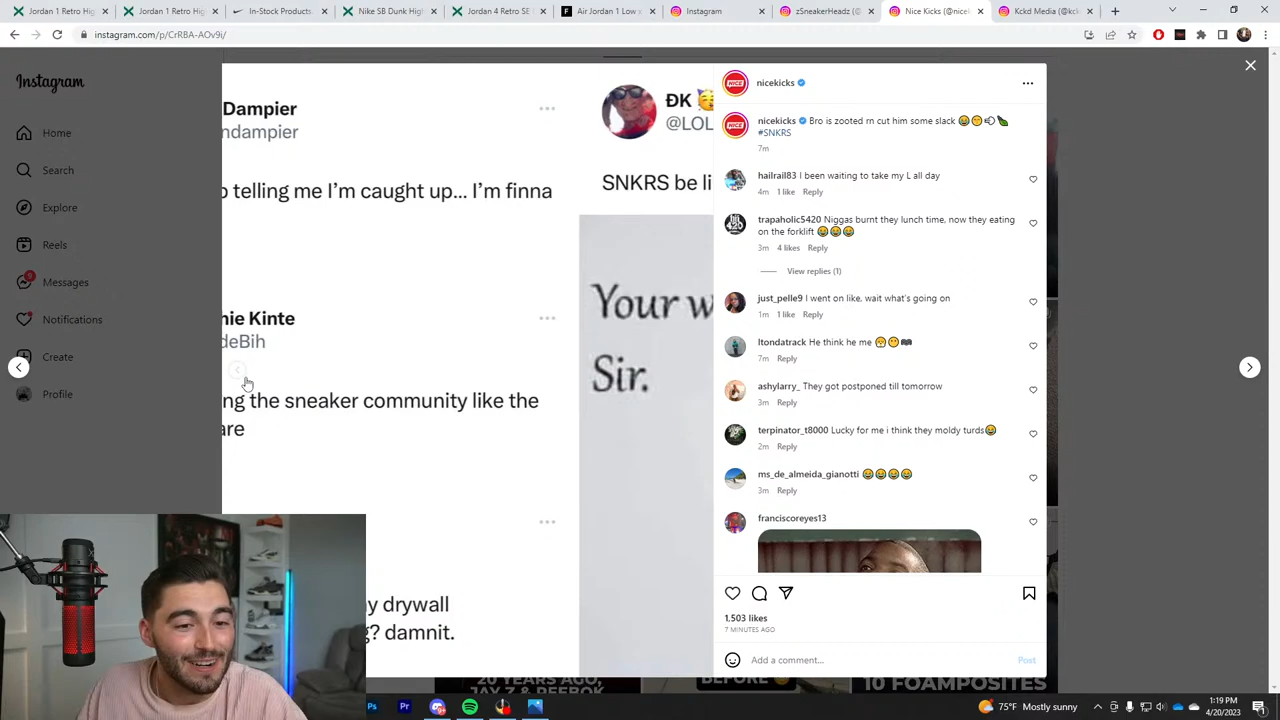 Jordan 1 Retro Hig
Jordan 1 Retro Hig
In-Stock Products
Nike SB Dunk High
Jordan 4 Retro SE
Air Jordan 1 Low x
Instagram
zSneakerHeadz (@
Nice Kicks (@nicel
Kckd Media (@kck
instagram.com/p/CrRBA-AOv9i/
Instagram
Home
Search
Explore
Reels
9
Messages
Notifications
Create
Profile
Dampier
ndampier
telling me I'm caught up... I'm finna
nie Kinte
deBih
ng the sneaker community like the
are
y drywall
? damnit.
ĐK 🥳
@LOL
SNKRS be li
Your w
Sir.
nicekicks
nicekicks Bro is zooted rn cut him some slack 😂😶💨🍃
#SNKRS
7m
hailrail83 I been waiting to take my L all day
4m 1 like Reply
trapaholic5420 Niggas burnt they lunch time, now they eating
on the forklift 😂😂😂
3m 4 likes Reply
View replies (1)
just_pelle9 I went on like, wait what's going on
1m 1 like Reply
ltondatrack He think he me
7m Reply
ashylarry_ They got postponed till tomorrow
3m Reply
terpinator_t8000 Lucky for me i think they moldy turds😂
2m Reply
ms_de_almeida_gianotti 😂😂😂😂
3m Reply
franciscoreyes13
1,503 likes
7 MINUTES AGO
Add a comment...
Post
20 YEARS AGO,
JAY Z & REEBOK
BEFORE
10 FOAMPOSITES
Ps
Pr
75°F Mostly sunny
1:19 PM
4/20/2023